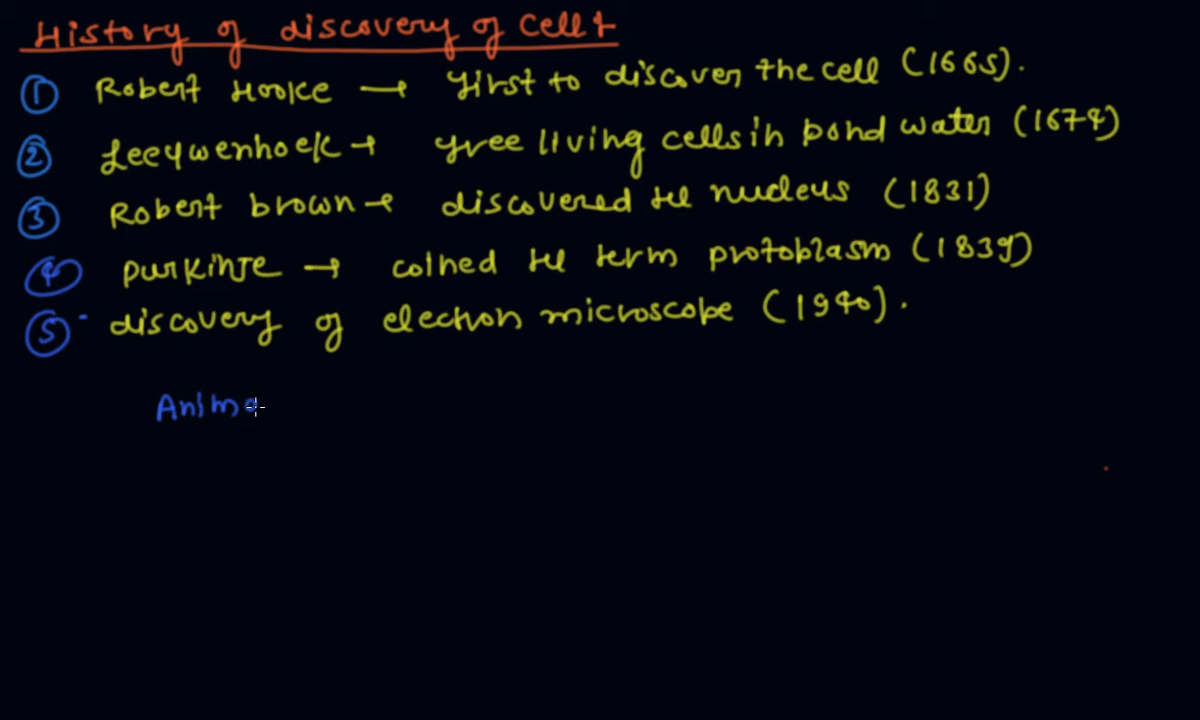 History of discovery of Cell
① Robert Hooke → first to discover the cell (1665).
② Leeywenhoek → free living cells in pond water (1674)
③ Robert brown → discovered the nucleus (1831)
④ purkinje → coined the term protoplasm (1839)
⑤ discovery of electron microscope (1940).
Anima